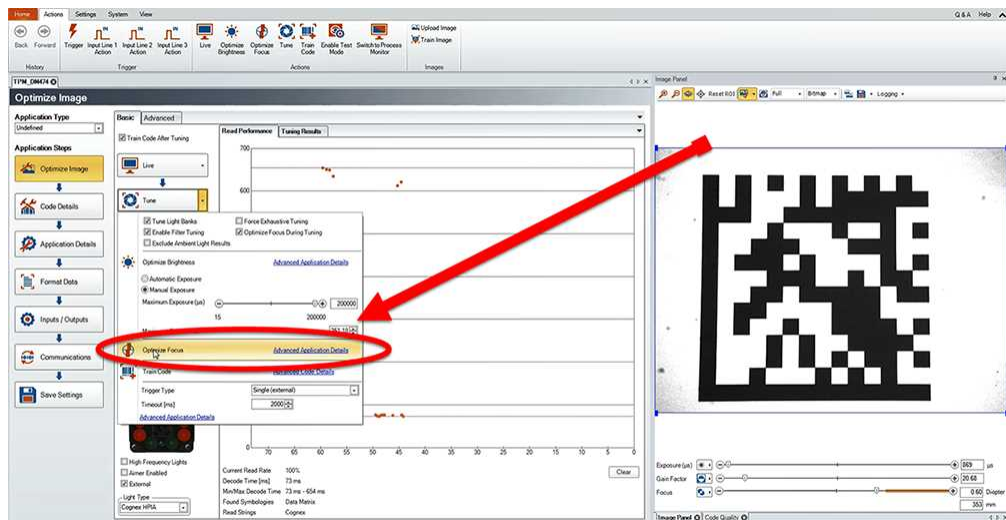 Home Actions Settings System View Q & A Help
Back Forward Trigger Input Line 1 Action Input Line 2 Action Input Line 3 Action Live Optimize Brightness Optimize Focus Tune Train Code Enable Test Mode Switch to Process Monitor Upload Image
Train Image
History Trigger Actions Images
TPM_DM474 Image Panel
Optimize Image
Reset ROI Full Bitmap Logging
Application Type
Undefined
Basic Advanced
Train Code After Tuning
Read Performance Tuning Results
Application Steps
Optimize Image
Code Details
Application Details
Format Data
Inputs / Outputs
Communications
Save Settings
Live
Tune
Tune Light Banks Force Exhaustive Tuning
Enable Filter Tuning Optimize Focus During Tuning
Exclude Ambient Light Results
Optimize Brightness Advanced Application Details
Automatic Exposure
Manual Exposure
Maximum Exposure (µs) 200000
15 200000
Optimize Focus Advanced Application Details
Train Code Advanced Code Details
Trigger Type Single (external)
Timeout [ms] 2000
Advanced Application Details
High Frequency Lights
Aimer Enabled
External
Light Type
Cognex HPIA
700
600
0
70 65 60 55 50 45 40 35 30 25 20 15 10 5 0
Current Read Rate 100%
Decode Time [ms] 73 ms
Min/Max Decode Time 73 ms - 654 ms
Found Symbologies Data Matrix
Read Strings Cognex
Clear
Exposure (µs) 869 µs
Gain Factor 20.68
Focus 0.60 Diopter
353 mm
Image Panel Code Quality